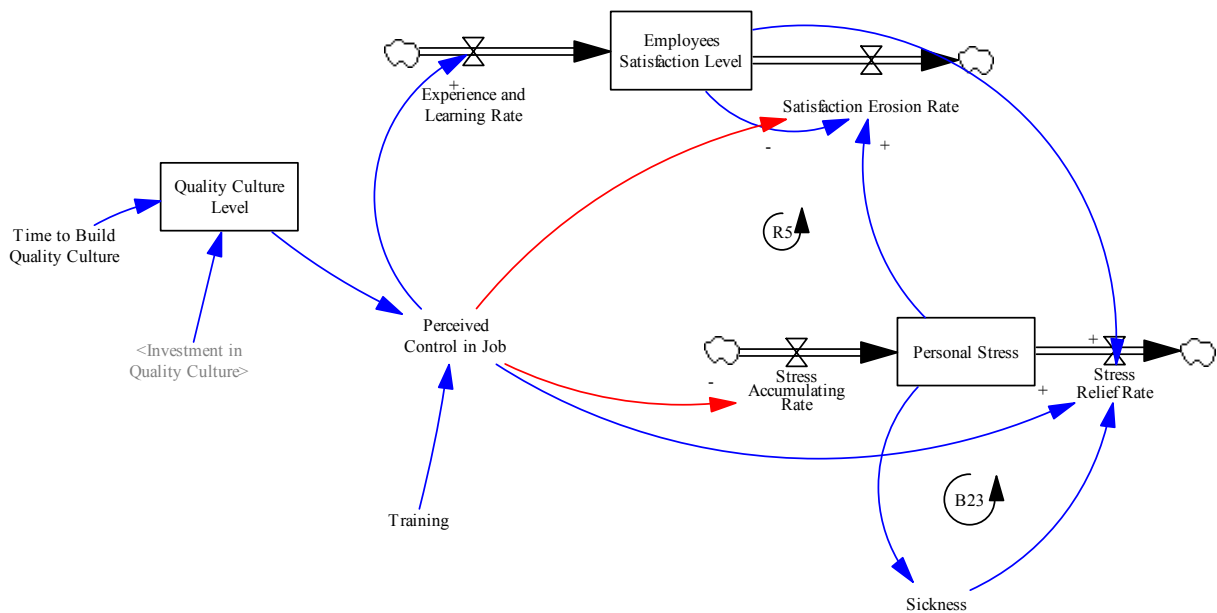 Employees
Satisfaction Level
+
Experience and
Learning Rate
Satisfaction Erosion Rate
-
+
Quality Culture
Level
Time to Build
Quality Culture
R5
<Investment in
Quality Culture>
Perceived
Control in Job
Personal Stress
+
Stress
Accumulating
Rate
-
+
Stress
Relief Rate
Training
B23
Sickness